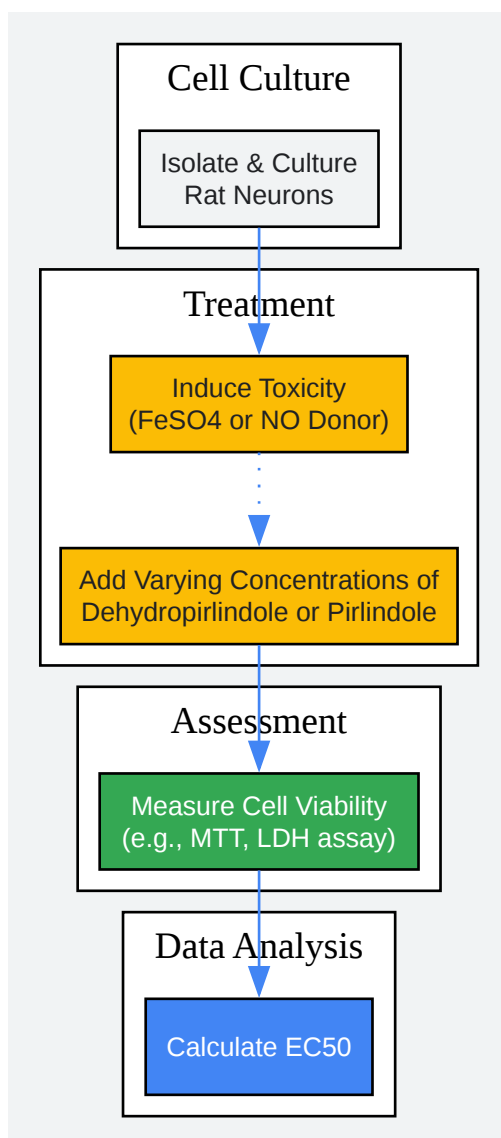 Cell Culture
Isolate & Culture
Rat Neurons
Treatment
Induce Toxicity
(FeSO4 or NO Donor)
Add Varying Concentrations of
Dehydropirlindole or Pirlindole
Assessment
Measure Cell Viability
(e.g., MTT, LDH assay)
Data Analysis
Calculate EC50